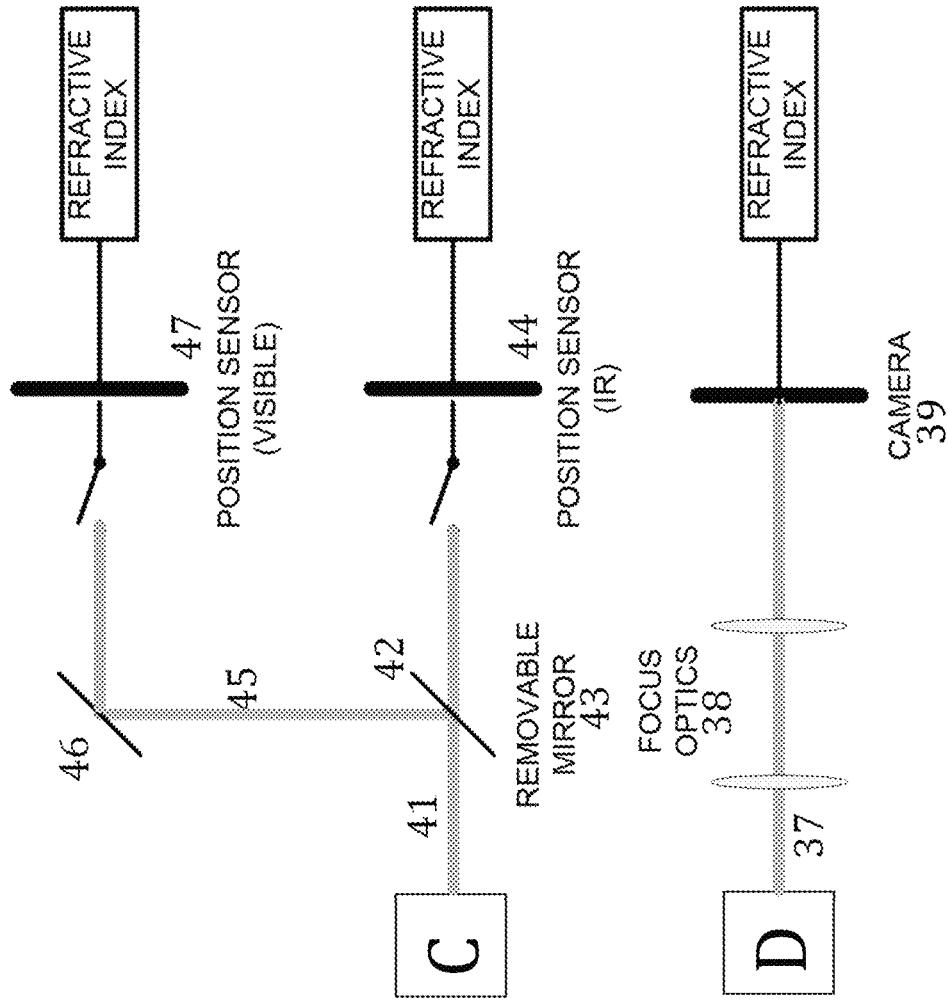 REFRACTIVE
INDEX
47
POSITION SENSOR
(VISIBLE)
46
45
REFRACTIVE
INDEX
44
POSITION SENSOR
(IR)
42
41
REMOVABLE
MIRROR
43
C
REFRACTIVE
INDEX
CAMERA
39
FOCUS
OPTICS
38
37
D